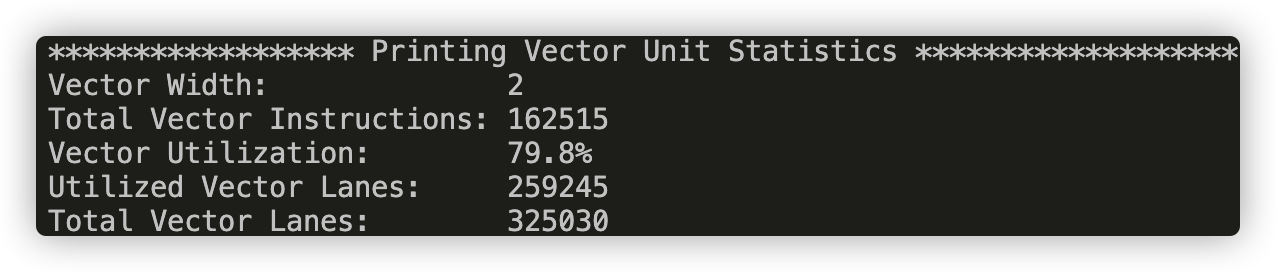 ****************** Printing Vector Unit Statistics *******************
Vector Width: 2
Total Vector Instructions: 162515
Vector Utilization: 79.8%
Utilized Vector Lanes: 259245
Total Vector Lanes: 325030